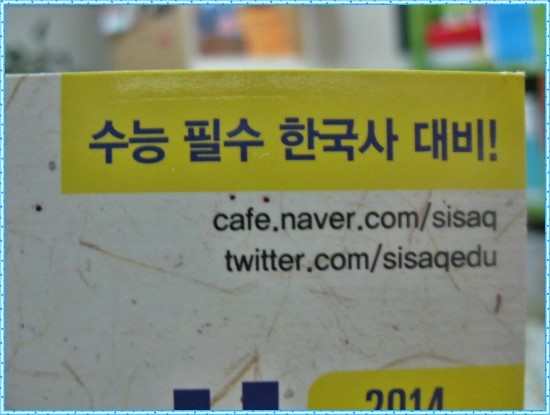 수능 필수 한국사 대비!
cafe.naver.com/sisaq
twitter.com/sisaqedu
2014